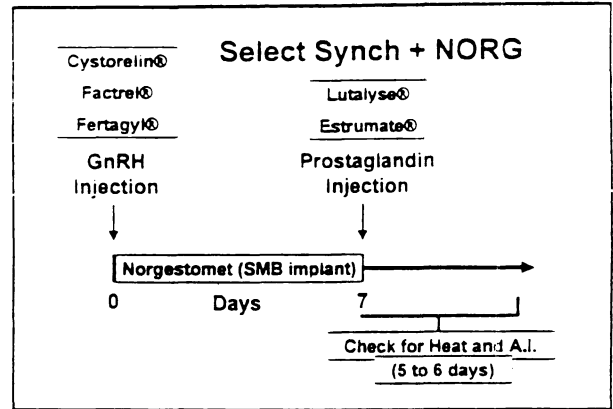 Select Synch + NORG
Cystorelin®
Factrel®
Fertagyl®
GnRH
Injection
Lutalyse®
Estrumate®
Prostaglandin
Injection
Norgestomet (SMB implant)
0
Days
7
Check for Heat and A.I.
(5 to 6 days)